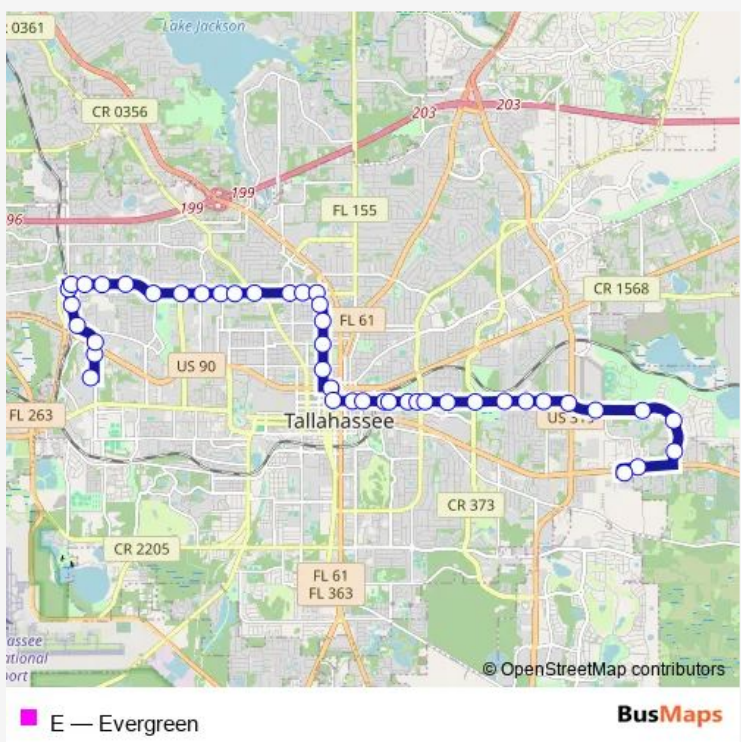 : 0361
Lake Jackson
CR 0356
203
203
199
199
96
FL 155
CR 1568
FL 61
US 90
FL 263
Tallahassee
CR 373
CR 2205
FL 61
FL 363
assee
ational
port
© OpenStreetMap contributors
E — Evergreen
BusMaps